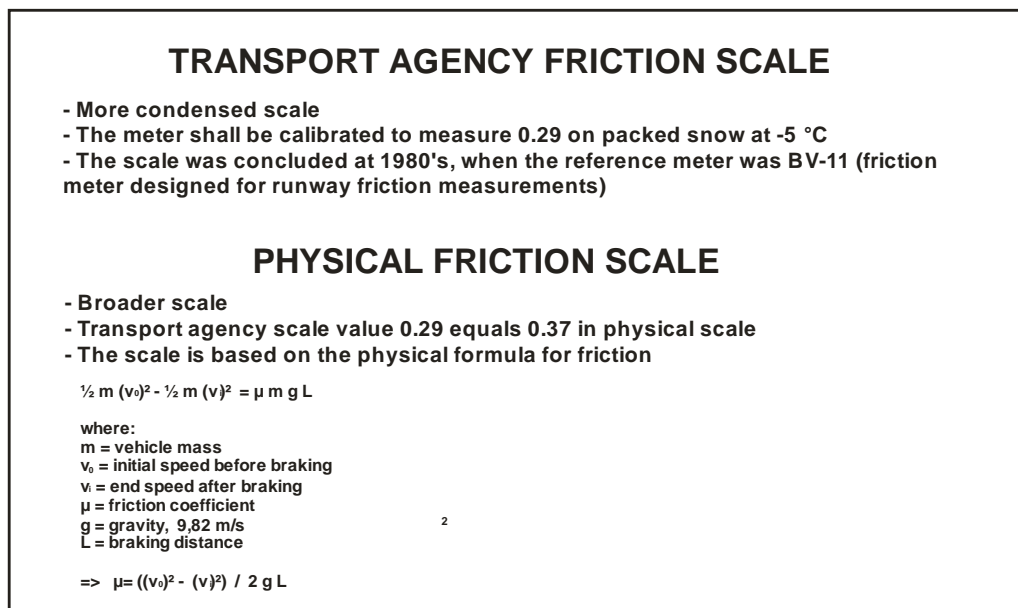 TRANSPORT AGENCY FRICTION SCALE
- More condensed scale
- The meter shall be calibrated to measure 0.29 on packed snow at -5 °C
- The scale was concluded at 1980's, when the reference meter was BV-11 (friction
meter designed for runway friction measurements)
PHYSICAL FRICTION SCALE
- Broader scale
- Transport agency scale value 0.29 equals 0.37 in physical scale
- The scale is based on the physical formula for friction
½ m (v₀)² - ½ m (vᵢ)² = µ m g L
where:
m = vehicle mass
v₀ = initial speed before braking
vᵢ = end speed after braking
µ = friction coefficient
g = gravity, 9,82 m/s 2
L = braking distance
=> µ= ((v₀)² - (vᵢ)²) / 2 g L